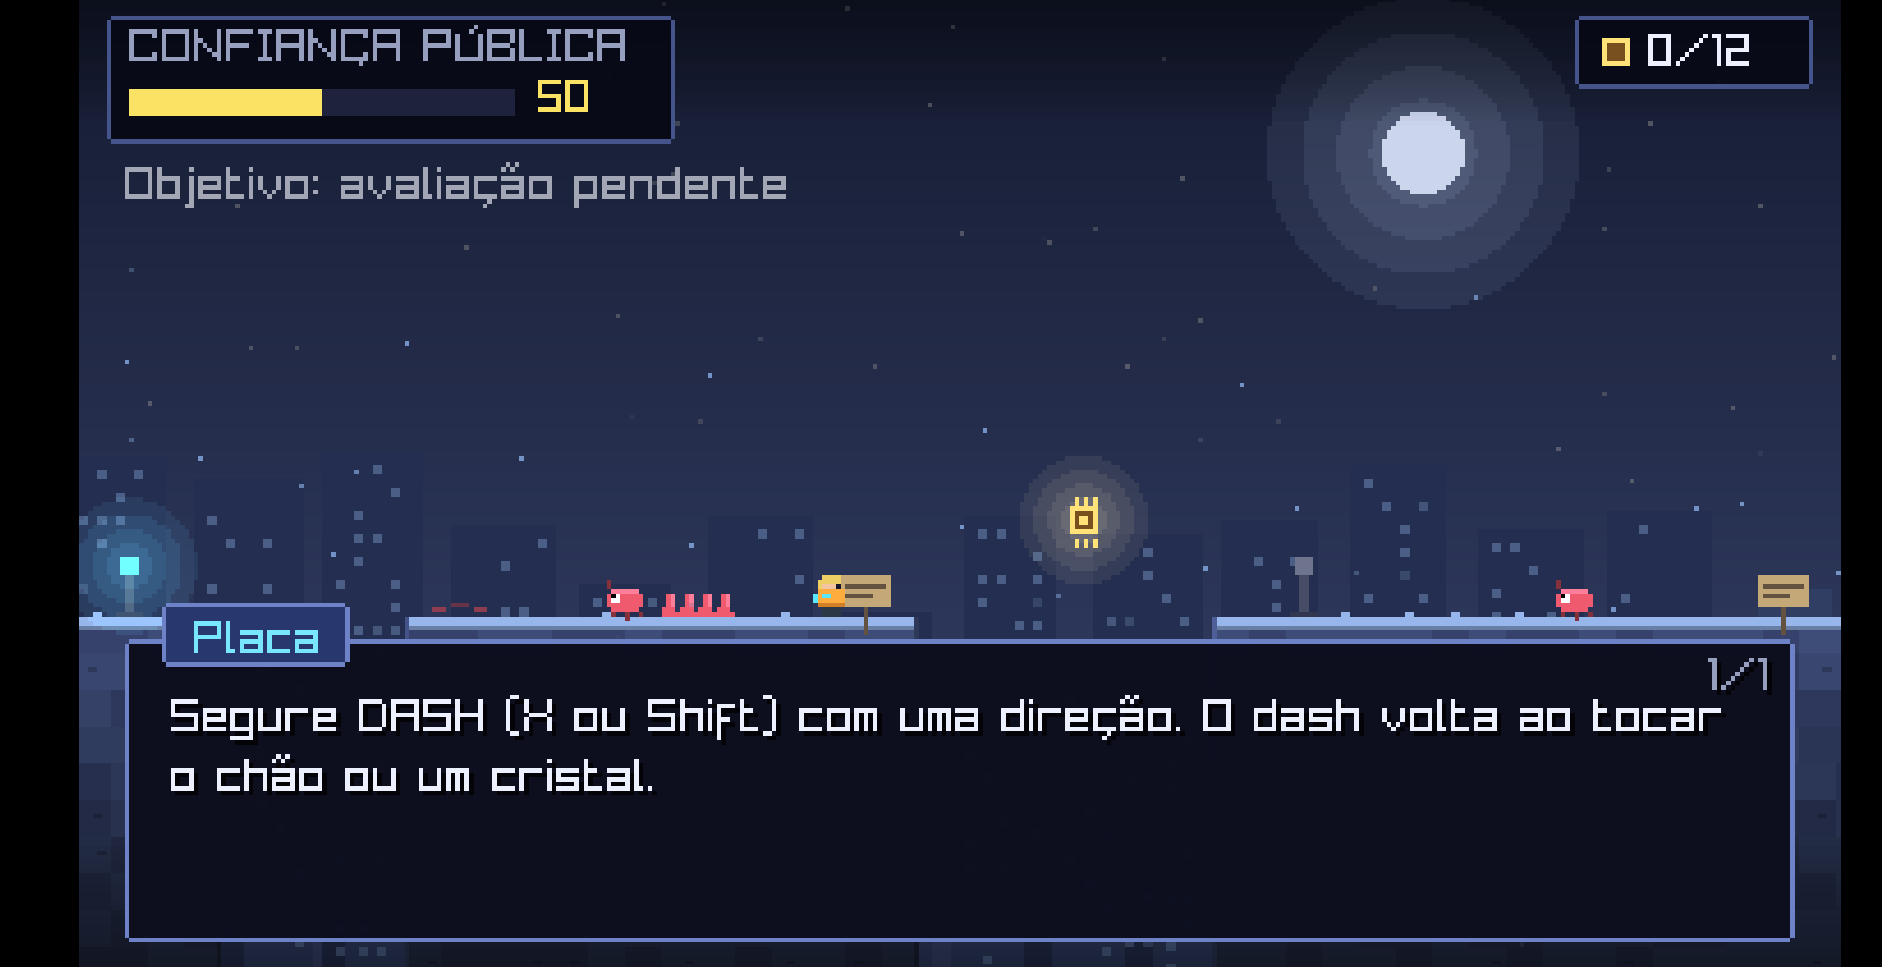 CONFIANÇA PÚBLICA
50
0/12
Objetivo: avaliação pendente
Placa
1/1
Segure DASH (X ou Shift) com uma direção. O dash volta ao tocar
o chão ou um cristal.